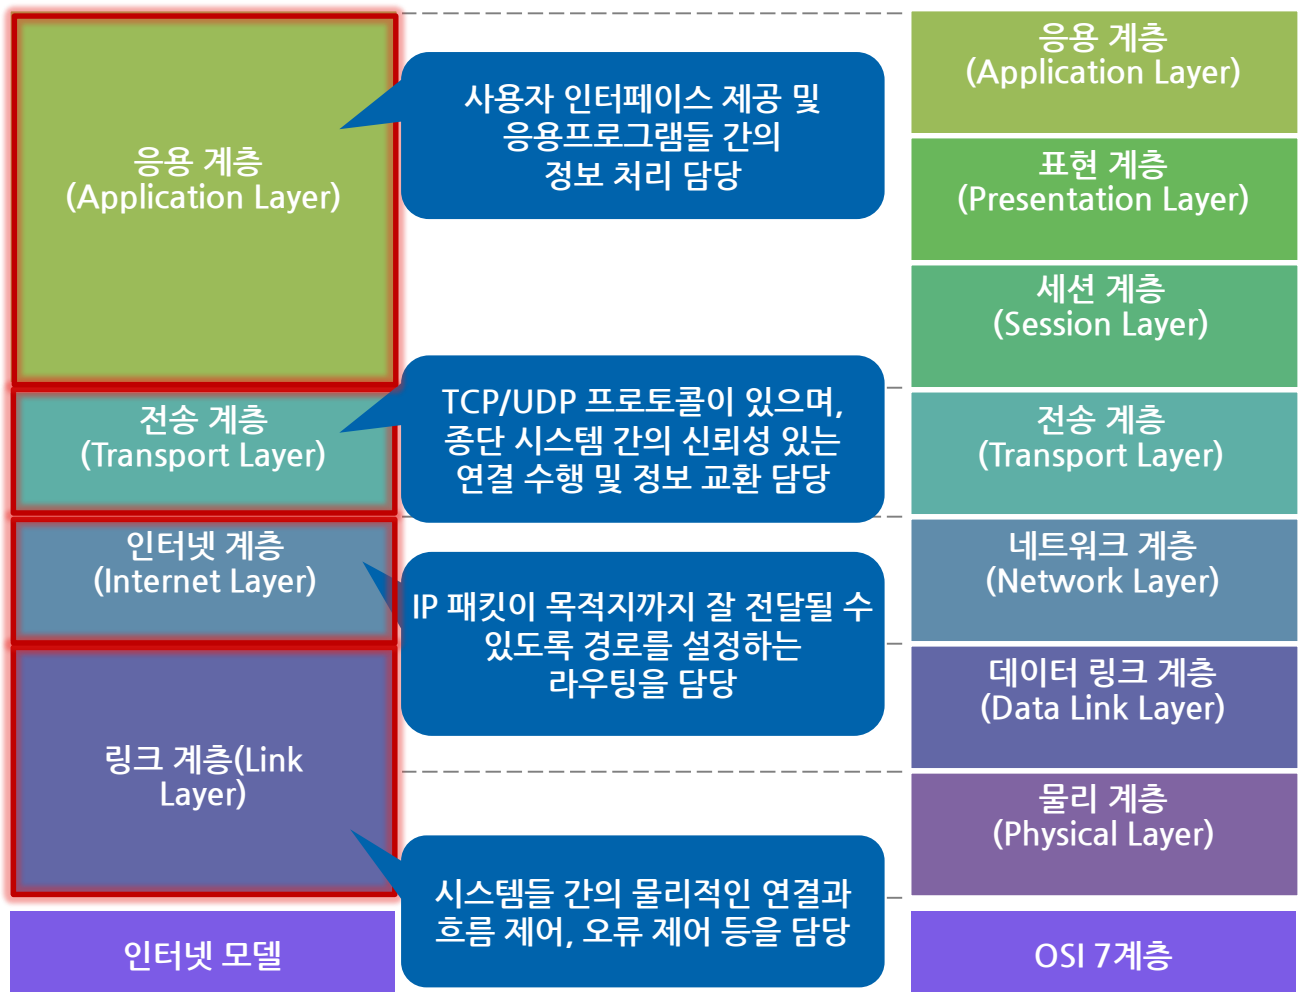 응용 계층
(Application Layer)
전송 계층
(Transport Layer)
인터넷 계층
(Internet Layer)
링크 계층(Link
Layer)
인터넷 모델
사용자 인터페이스 제공 및
응용프로그램들 간의
정보 처리 담당
TCP/UDP 프로토콜이 있으며,
종단 시스템 간의 신뢰성 있는
연결 수행 및 정보 교환 담당
IP 패킷이 목적지까지 잘 전달될 수
있도록 경로를 설정하는
라우팅을 담당
시스템들 간의 물리적인 연결과
흐름 제어, 오류 제어 등을 담당
응용 계층
(Application Layer)
표현 계층
(Presentation Layer)
세션 계층
(Session Layer)
전송 계층
(Transport Layer)
네트워크 계층
(Network Layer)
데이터 링크 계층
(Data Link Layer)
물리 계층
(Physical Layer)
OSI 7계층